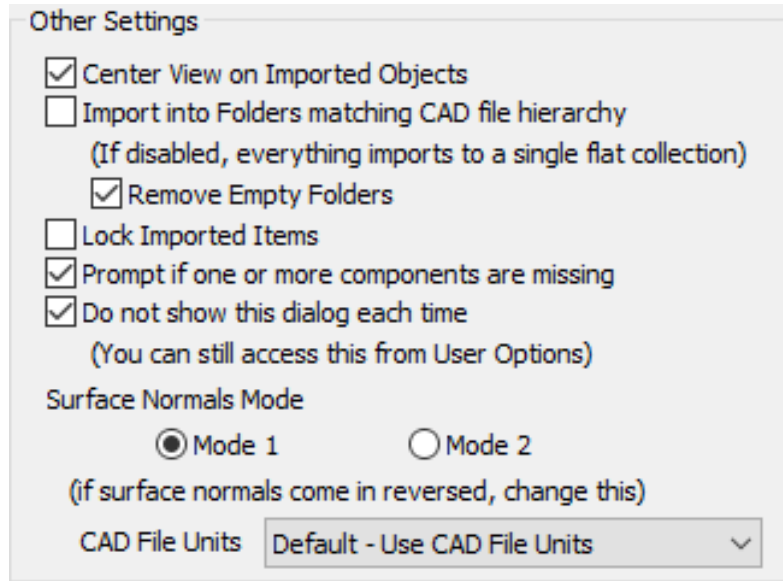 Other Settings
Center View on Imported Objects
Import into Folders matching CAD file hierarchy
(If disabled, everything imports to a single flat collection)
Remove Empty Folders
Lock Imported Items
Prompt if one or more components are missing
Do not show this dialog each time
(You can still access this from User Options)
Surface Normals Mode
Mode 1 Mode 2
(if surface normals come in reversed, change this)
CAD File Units Default - Use CAD File Units